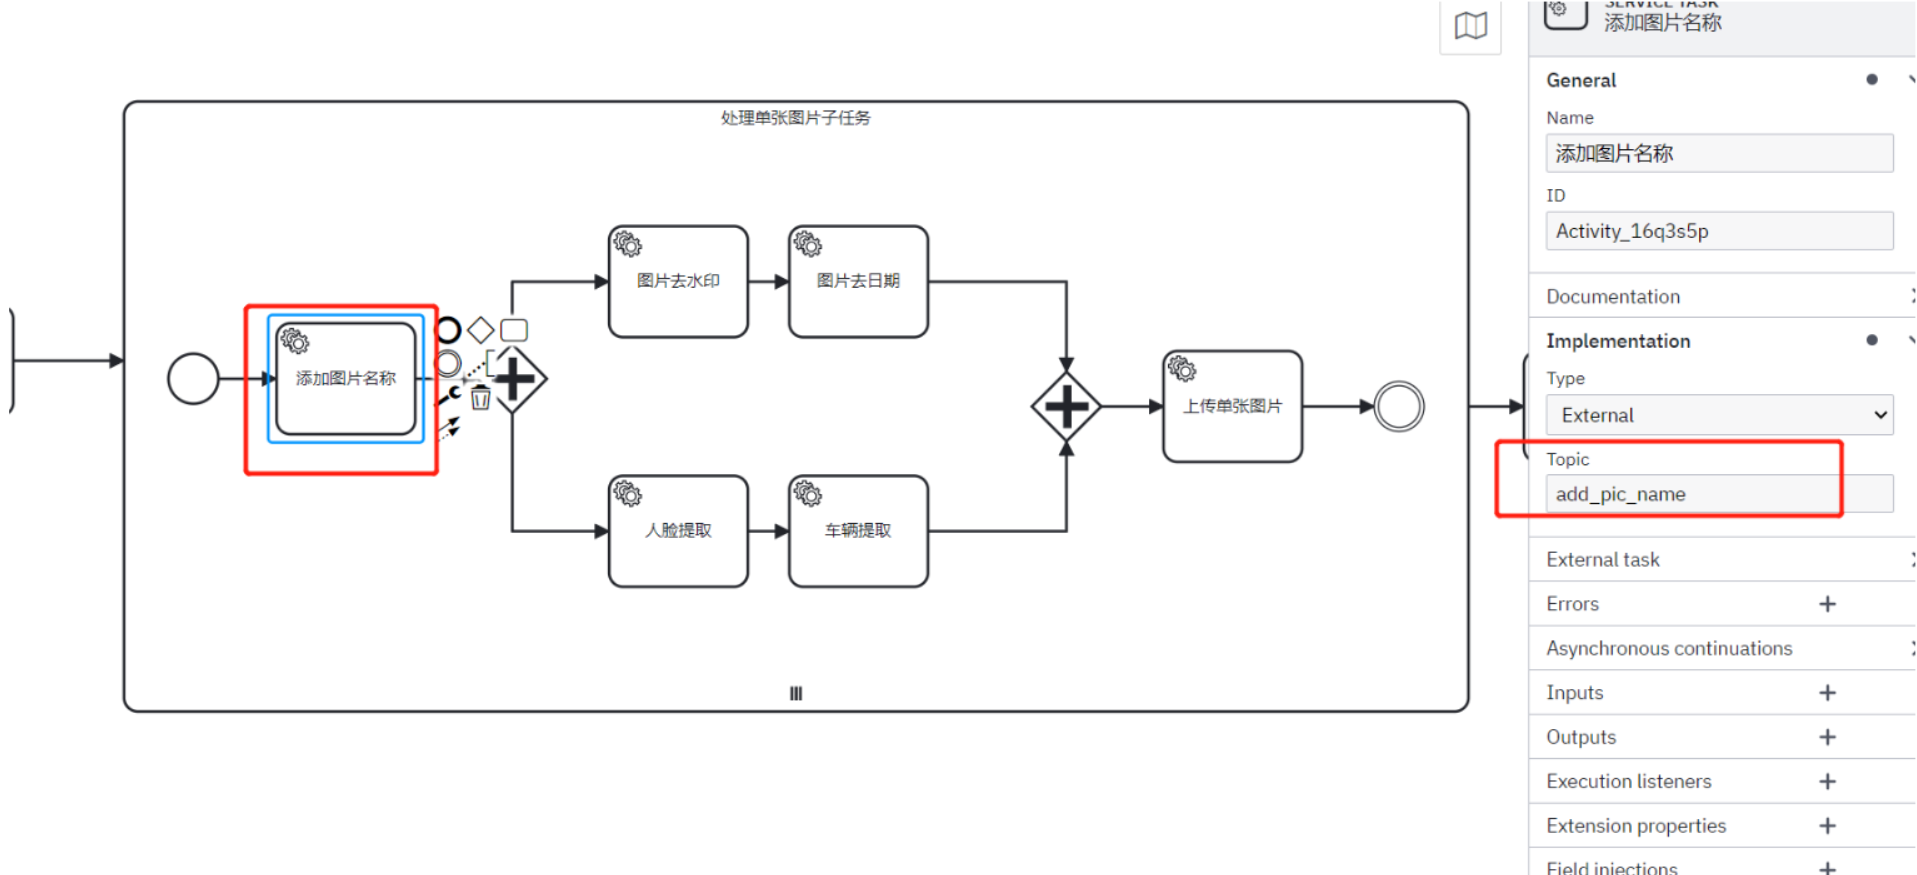 处理单张图片子任务
添加图片名称
图片去水印
图片去日期
人脸提取
车辆提取
上传单张图片
SERVICE TASK
添加图片名称
General
Name
添加图片名称
ID
Activity_16q3s5p
Documentation
Implementation
Type
External
Topic
add_pic_name
External task
Errors
Asynchronous continuations
Inputs
Outputs
Execution listeners
Extension properties
Field injections